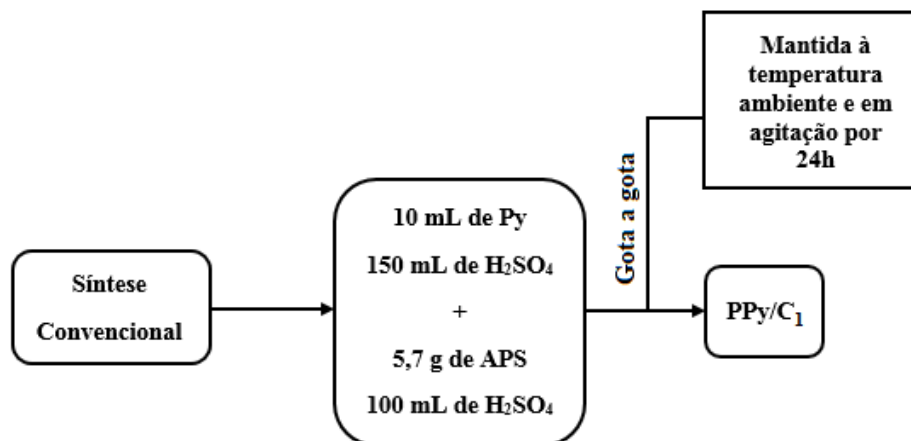 Síntese
Convencional
10 mL de Py
150 mL de H₂SO₄
+
5,7 g de APS
100 mL de H₂SO₄
Gota a gota
Mantida à
temperatura
ambiente e em
agitação por
24h
PPy/C₁